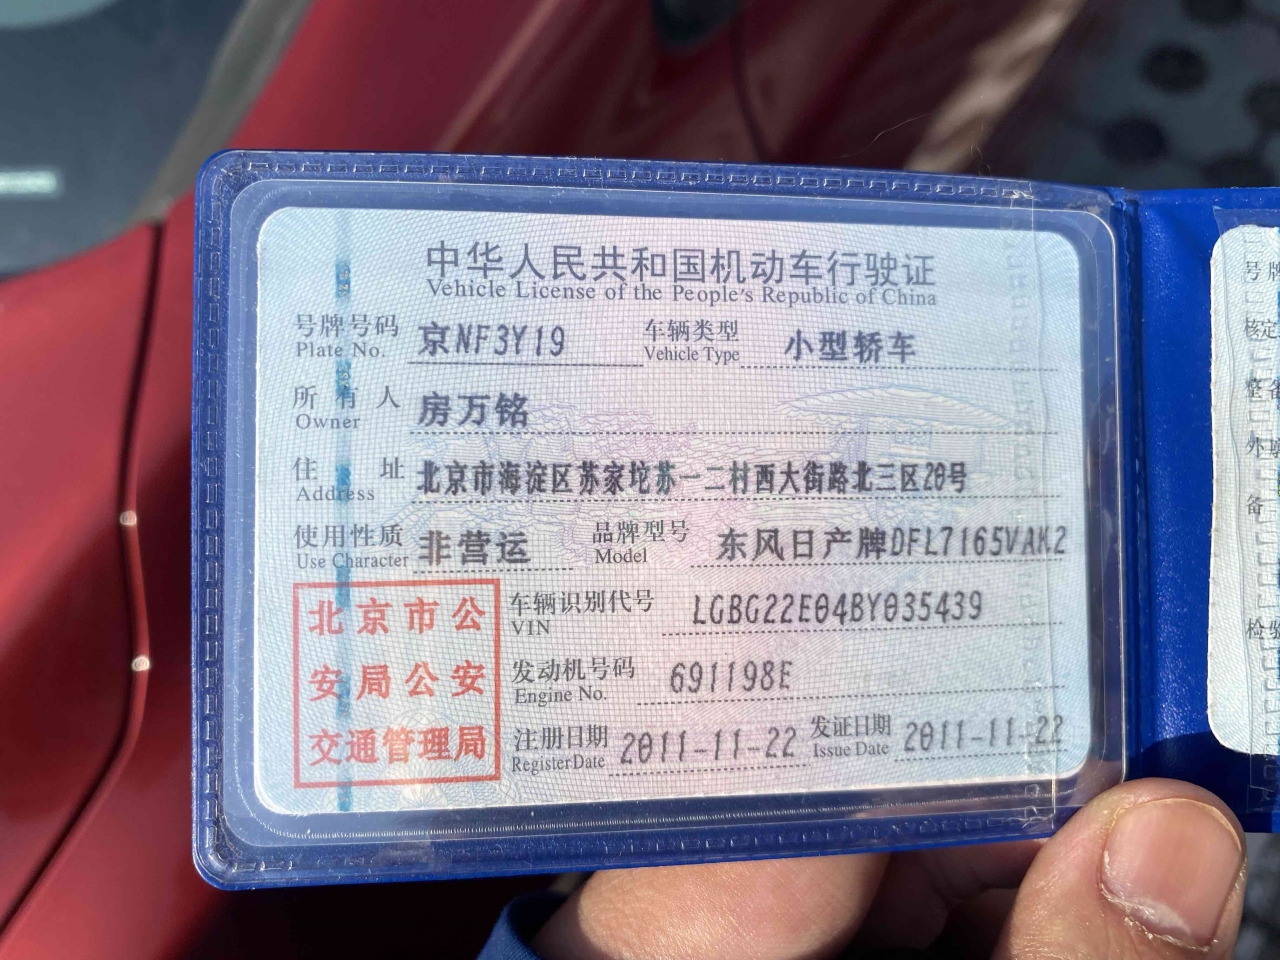 中华人民共和国机动车行驶证
Vehicle License of the People's Republic of China
号牌号码 京NF3Y19 车辆类型 小型轿车
Plate No. Vehicle Type
所有人 房万铭
Owner
住址 北京市海淀区苏家坨苏一二村西大街路北三区20号
Address
使用性质 非营运 品牌型号 东风日产牌DFL7165VAK2
Use Character Model
北京市公
安局公安
交通管理局
车辆识别代号 LGBG22E04BY035439
VIN
发动机号码 691198E
Engine No.
注册日期 2011-11-22 发证日期 2011-11-22
Register Date Issue Date
号牌
核定
整备
外廓
备
检验